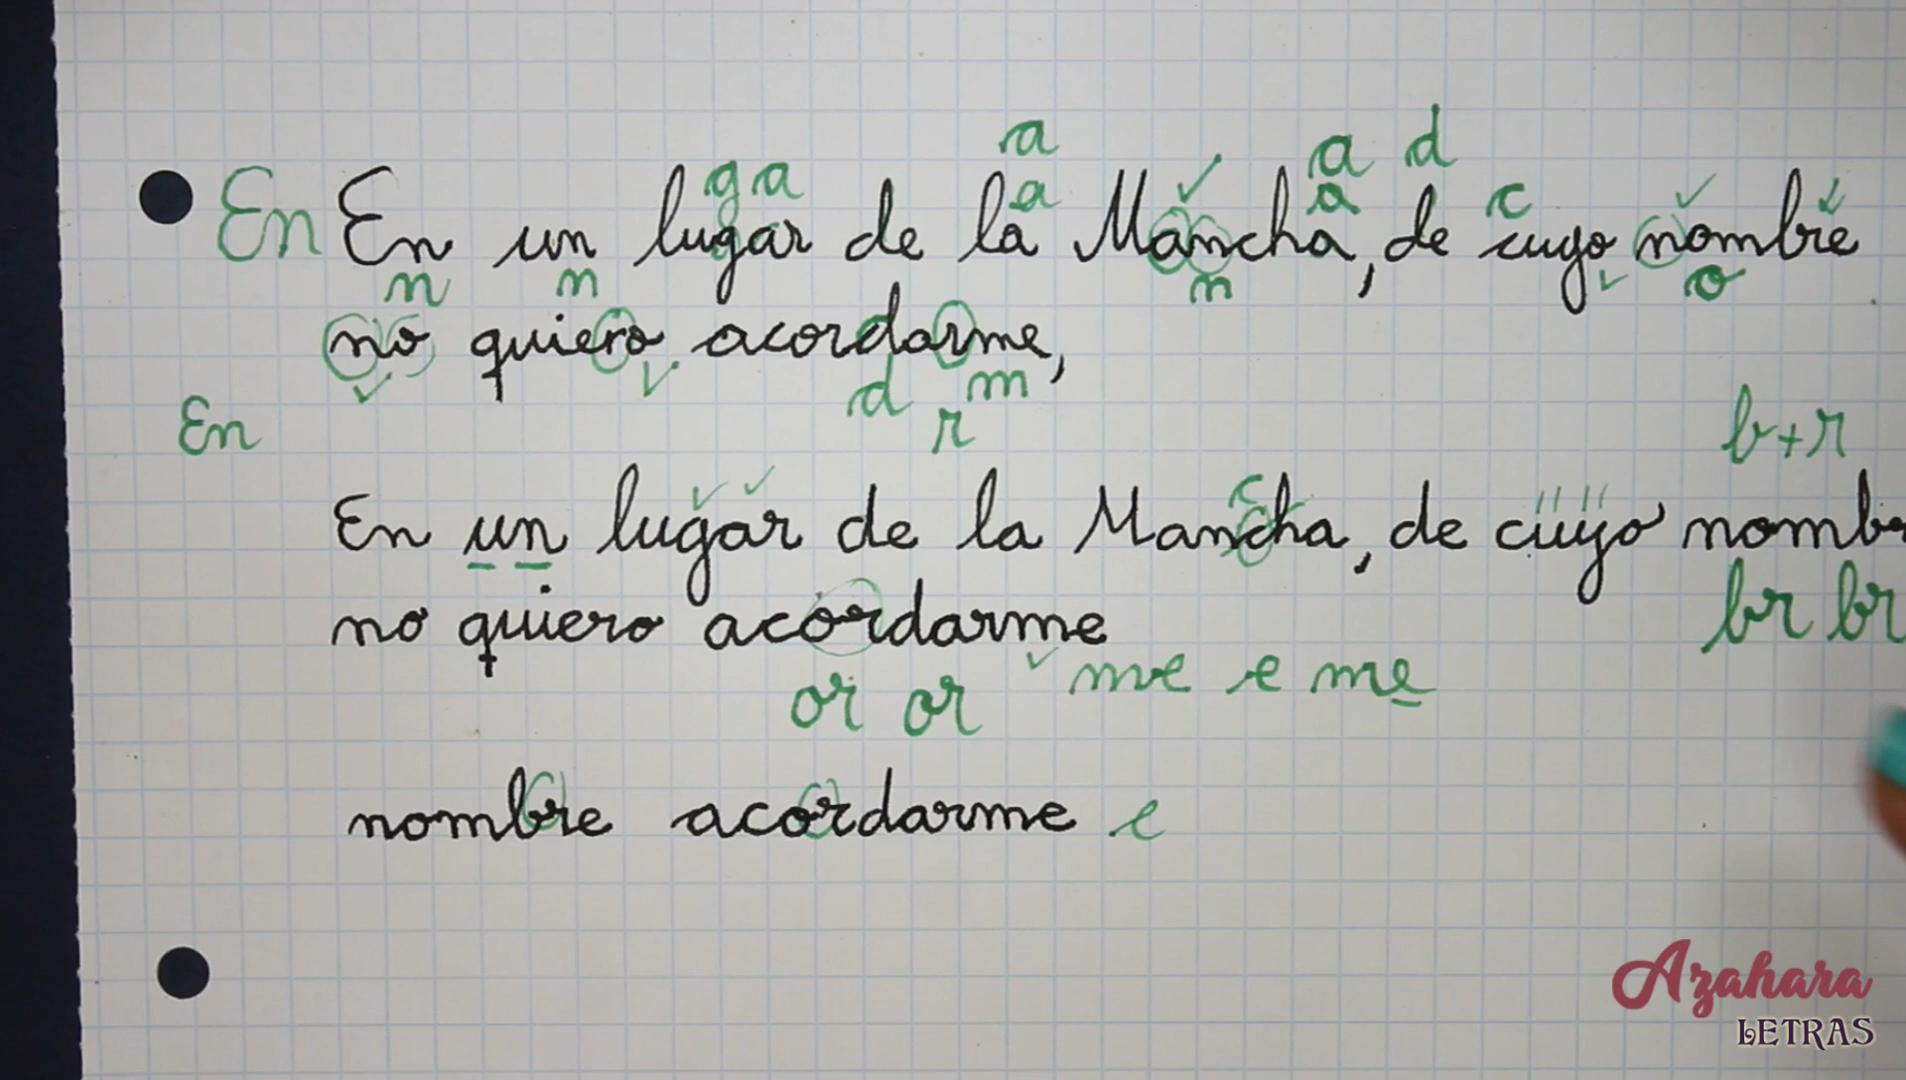 ga a a d
En En un lugar de la Mancha, de cuyo nombre
a a c
n n n o
no quiero acordarme,
d r m
En b+r
c
En un lugar de la Mancha, de cuyo nomb
no quiero acordarme
br br
or or me e me
nombre acordarme e
Azahara
LETRAS